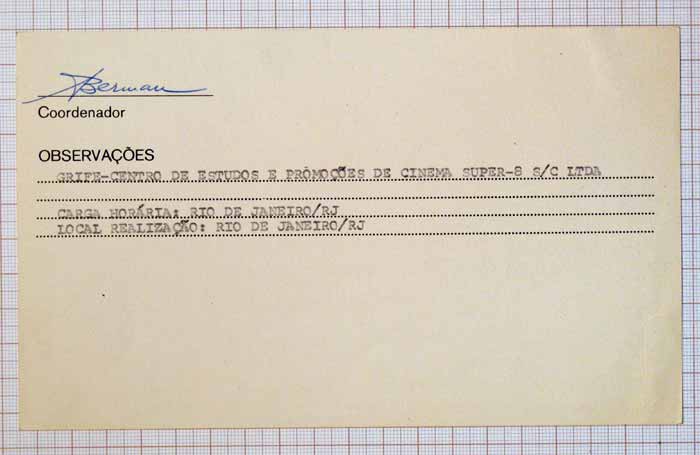 Berman
Coordenador
OBSERVAÇÕES
GRIFE-CENTRO DE ESTUDOS E PRÔMOÇÕES DE CINEMA SUPER-8 S/C LTDA
CARGA HORÁRIA: RIO DE JANEIRO/RJ
LOCAL REALIZAÇÃO: RIO DE JANEIRO/RJ